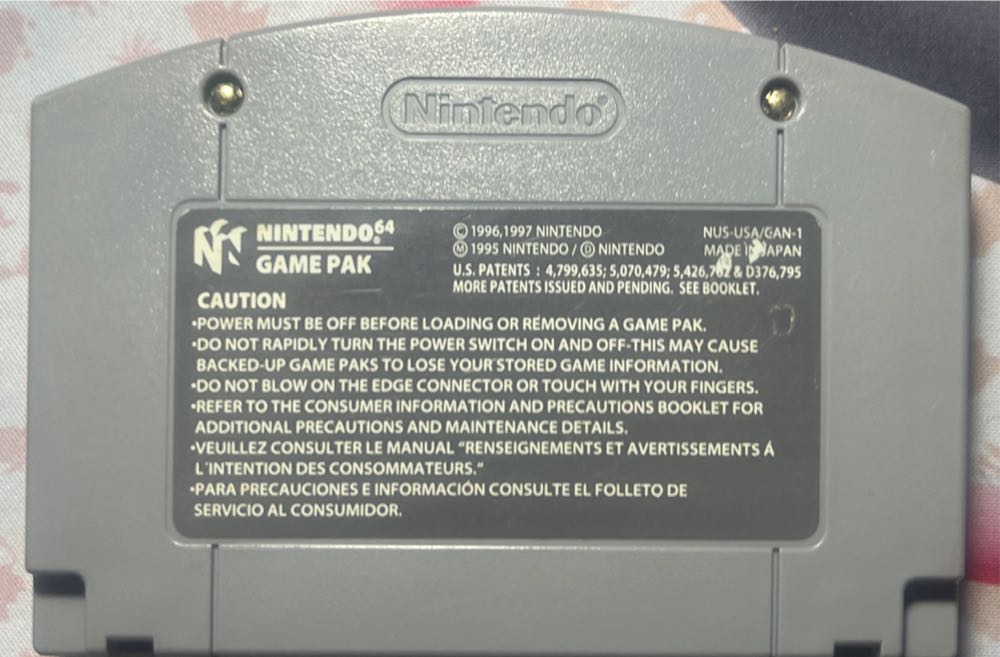 Nintendo®
NINTENDO®64
GAME PAK
© 1996,1997 NINTENDO
Ⓜ 1995 NINTENDO / Ⓓ NINTENDO
U.S. PATENTS : 4,799,635; 5,070,479; 5,426,762 & D376,795
MORE PATENTS ISSUED AND PENDING. SEE BOOKLET.
NUS-USA/CAN-1
MADE IN JAPAN
CAUTION
•POWER MUST BE OFF BEFORE LOADING OR REMOVING A GAME PAK.
•DO NOT RAPIDLY TURN THE POWER SWITCH ON AND OFF-THIS MAY CAUSE
BACKED-UP GAME PAKS TO LOSE YOUR STORED GAME INFORMATION.
•DO NOT BLOW ON THE EDGE CONNECTOR OR TOUCH WITH YOUR FINGERS.
•REFER TO THE CONSUMER INFORMATION AND PRECAUTIONS BOOKLET FOR
ADDITIONAL PRECAUTIONS AND MAINTENANCE DETAILS.
•VEUILLEZ CONSULTER LE MANUAL "RENSEIGNEMENTS ET AVERTISSEMENTS Á
L'INTENTION DES CONSOMMATEURS."
•PARA PRECAUCIONES E INFORMACIÓN CONSULTE EL FOLLETO DE
SERVICIO AL CONSUMIDOR.